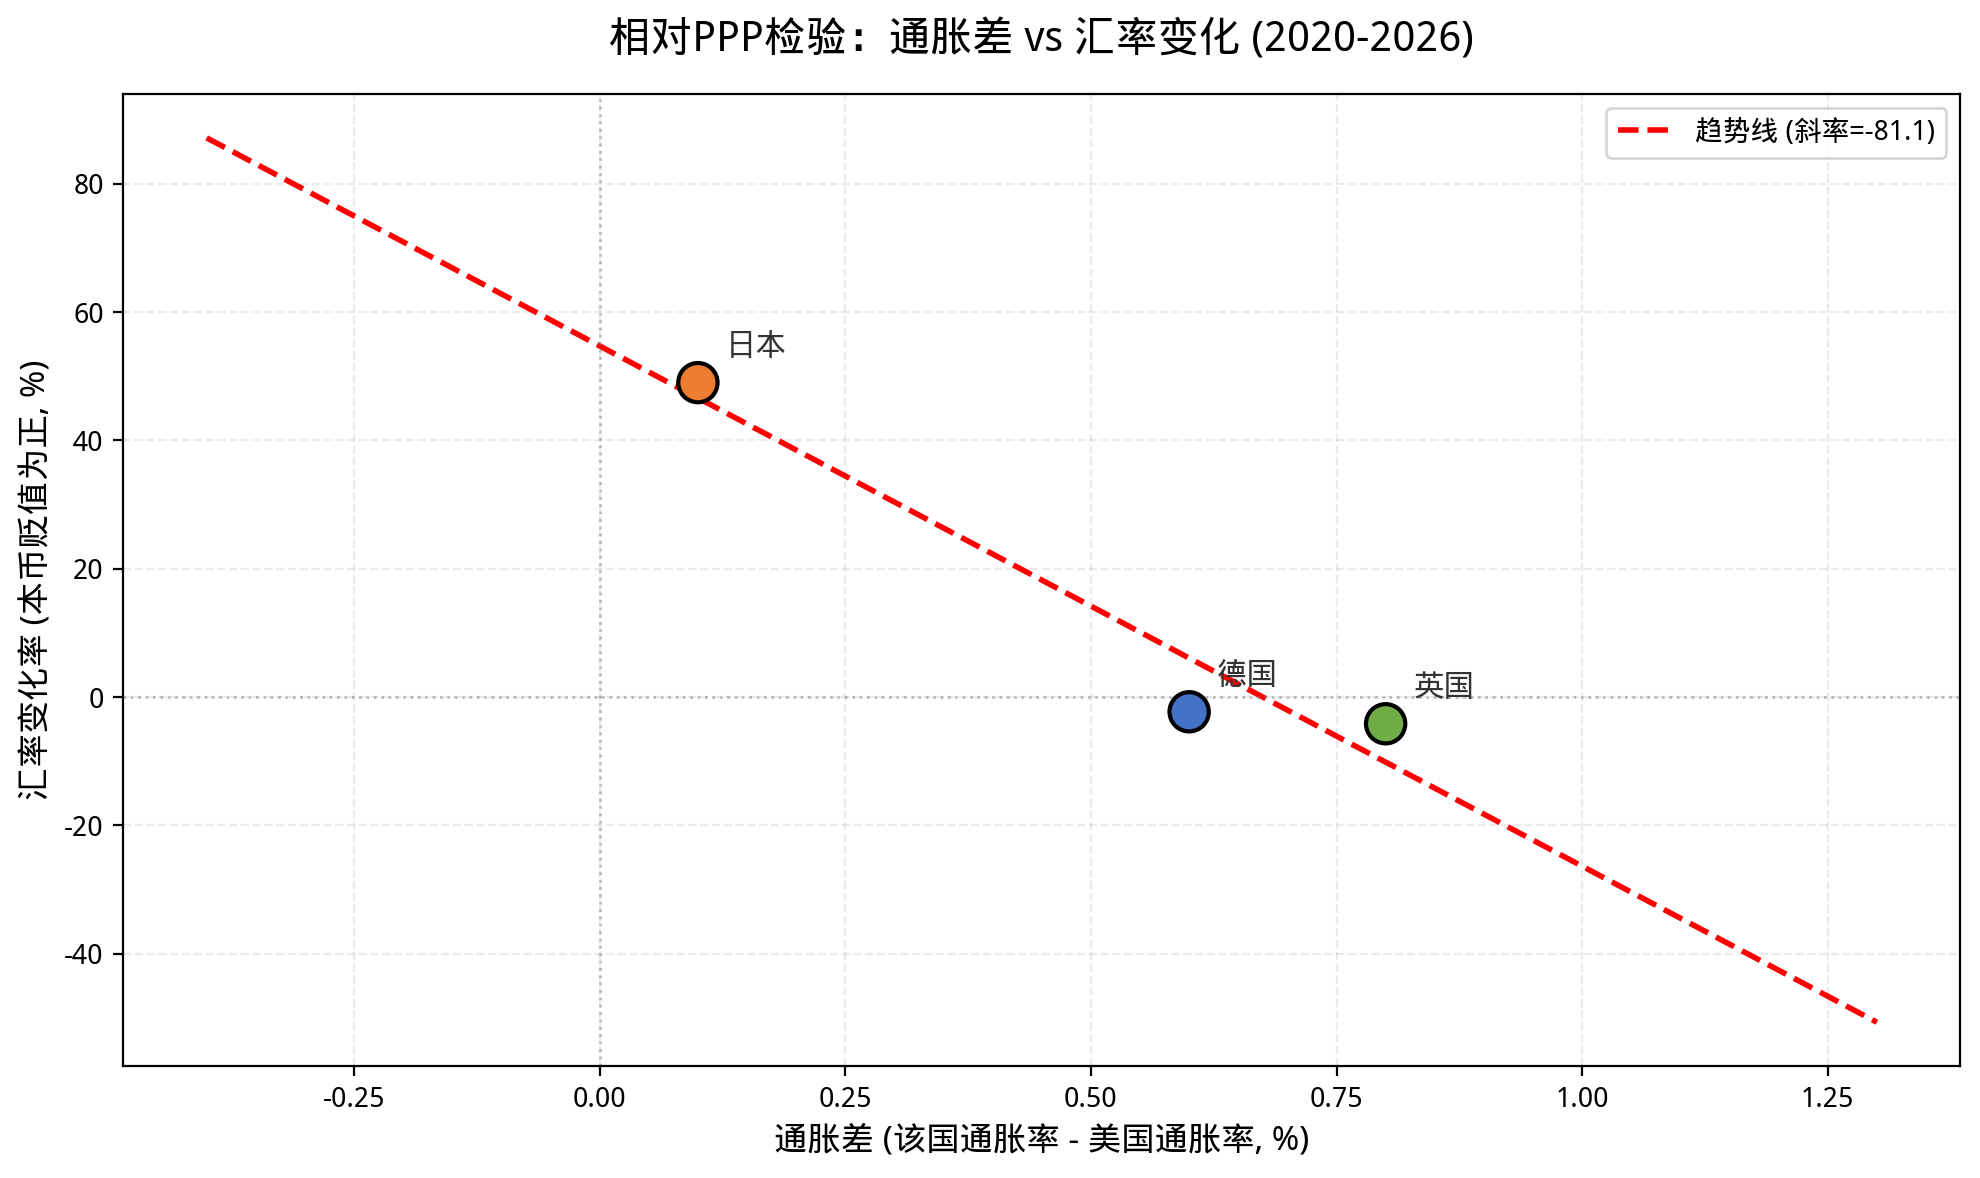 相对PPP检验：通胀差 vs 汇率变化 (2020-2026)
趋势线 (斜率=-81.1)
汇率变化率 (本币贬值为正, %)
80
60
40
20
0
-20
-40
日本
德国
英国
-0.25
0.00
0.25
0.50
0.75
1.00
1.25
通胀差 (该国通胀率 - 美国通胀率, %)